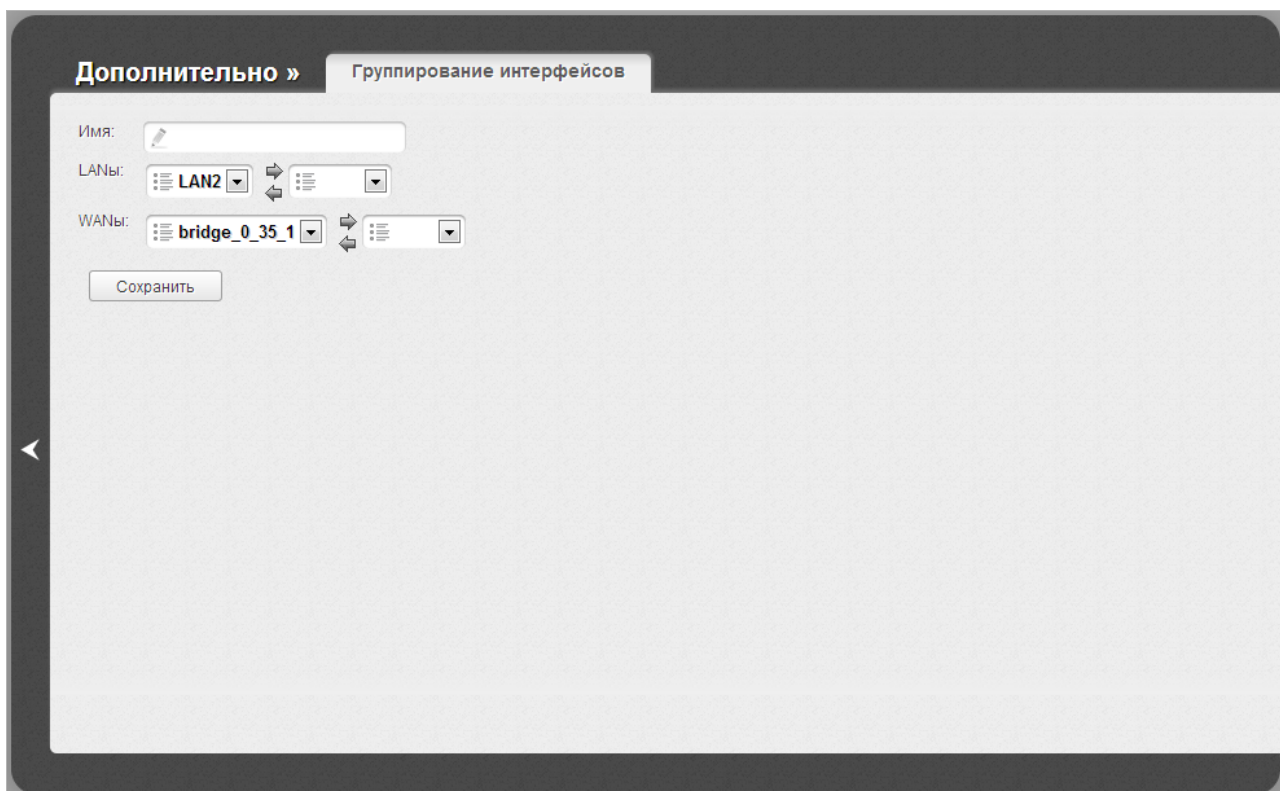 Дополнительно »
Группирование интерфейсов
Имя:
LANы:
LAN2
WANы:
bridge_0_35_1
Сохранить